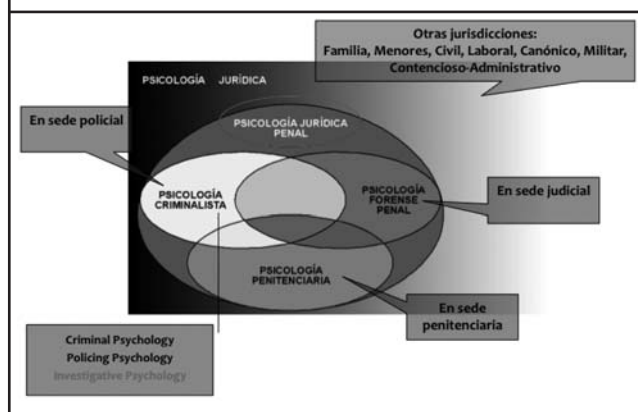 Otras jurisdicciones:
Familia, Menores, Civil, Laboral, Canónico, Militar,
Contencioso-Administrativo
PSICOLOGÍA JURÍDICA
En sede policial
PSICOLOGÍA JURÍDICA
PENAL
PSICOLOGÍA
CRIMINALISTA
PSICOLOGÍA
FORENSE
PENAL
En sede judicial
PSICOLOGÍA
PENITENCIARIA
En sede
penitenciaria
Criminal Psychology
Policing Psychology
Investigative Psychology